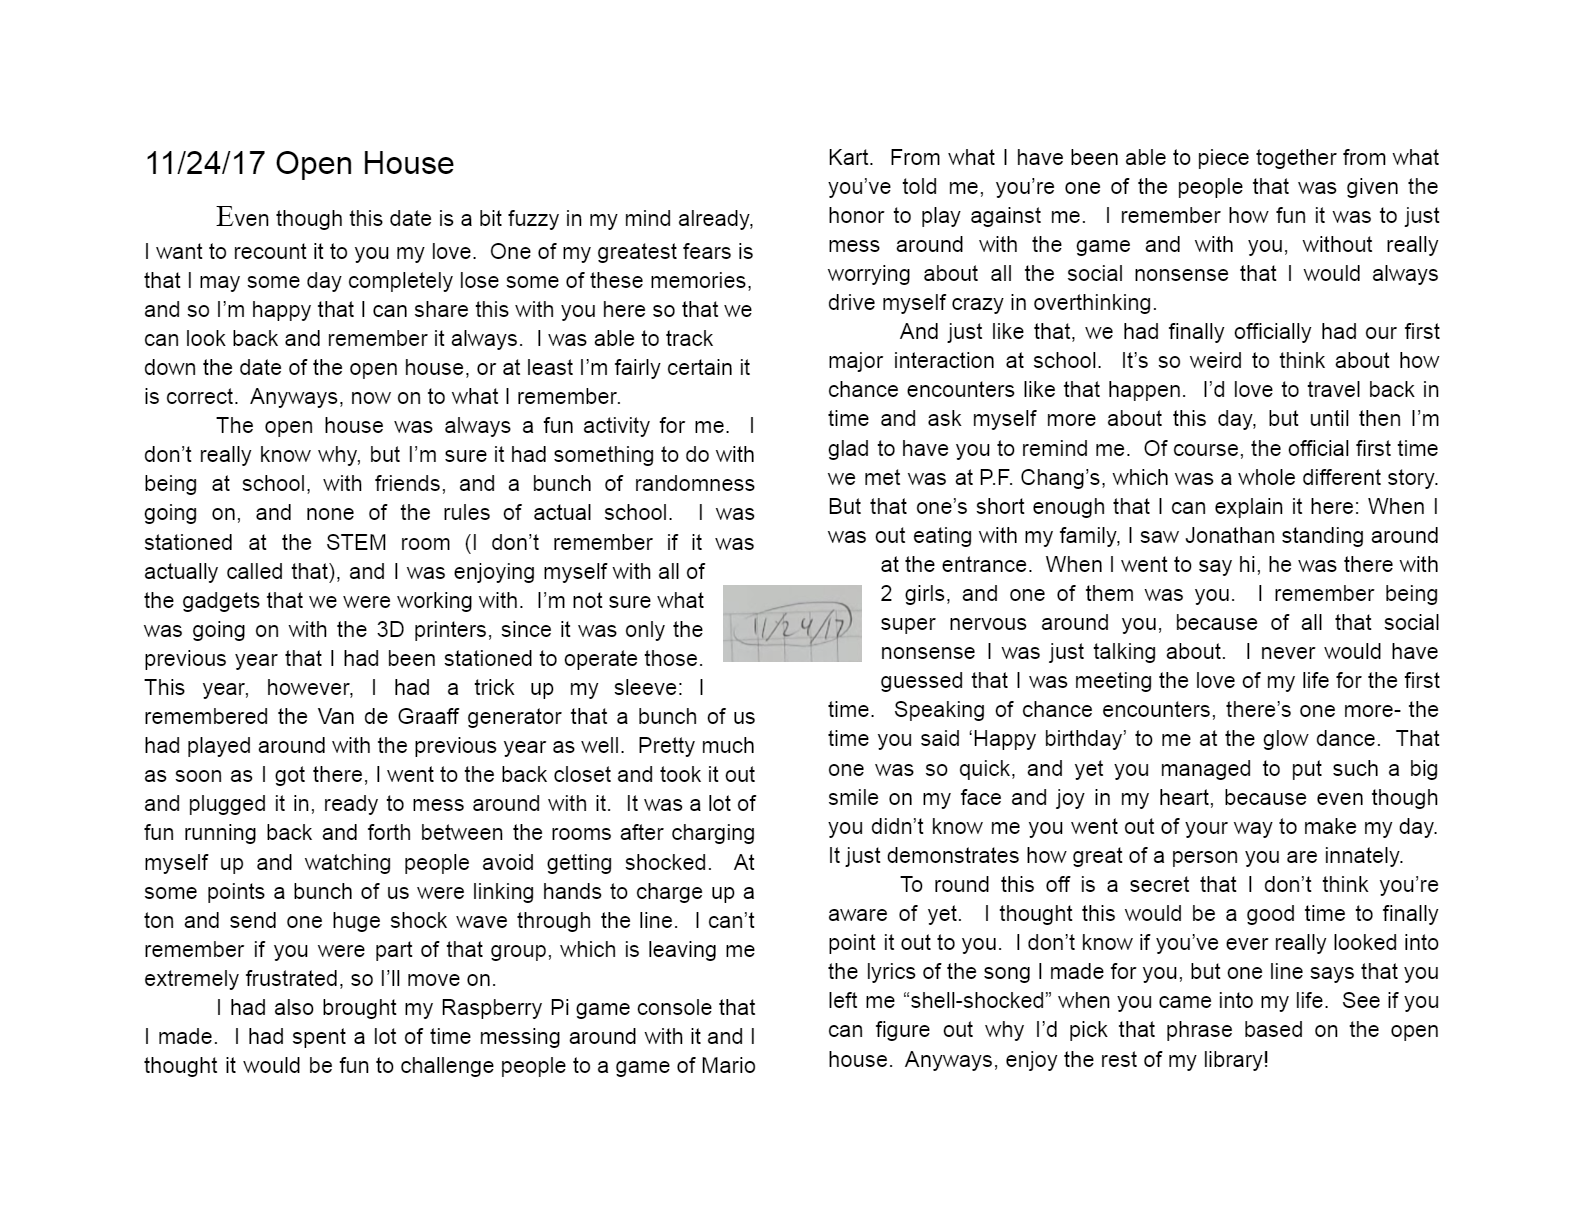 11/24/17 Open House
Even though this date is a bit fuzzy in my mind already,
I want to recount it to you my love.  One of my greatest fears is
that I may some day completely lose some of these memories,
and so I’m happy that I can share this with you here so that we
can look back and remember it always.  I was able to track
down the date of the open house, or at least I’m fairly certain it
is correct.  Anyways, now on to what I remember.
The open house was always a fun activity for me.  I
don’t really know why, but I’m sure it had something to do with
being at school, with friends, and a bunch of randomness
going on, and none of the rules of actual school.  I was
stationed at the STEM room (I don’t remember if it was
actually called that), and I was enjoying myself with all of
the gadgets that we were working with.  I’m not sure what
was going on with the 3D printers, since it was only the
previous year that I had been stationed to operate those.
This year, however, I had a trick up my sleeve: I
remembered the Van de Graaff generator that a bunch of us
had played around with the previous year as well.  Pretty much
as soon as I got there, I went to the back closet and took it out
and plugged it in, ready to mess around with it.  It was a lot of
fun running back and forth between the rooms after charging
myself up and watching people avoid getting shocked.  At
some points a bunch of us were linking hands to charge up a
ton and send one huge shock wave through the line.  I can’t
remember if you were part of that group, which is leaving me
extremely frustrated, so I’ll move on.
I had also brought my Raspberry Pi game console that
I made.  I had spent a lot of time messing around with it and I
thought it would be fun to challenge people to a game of Mario
11/24/17
Kart.  From what I have been able to piece together from what
you’ve told me, you’re one of the people that was given the
honor to play against me.  I remember how fun it was to just
mess around with the game and with you, without really
worrying about all the social nonsense that I would always
drive myself crazy in overthinking.
And just like that, we had finally officially had our first
major interaction at school.  It’s so weird to think about how
chance encounters like that happen.  I’d love to travel back in
time and ask myself more about this day, but until then I’m
glad to have you to remind me.  Of course, the official first time
we met was at P.F. Chang’s, which was a whole different story.
But that one’s short enough that I can explain it here: When I
was out eating with my family, I saw Jonathan standing around
at the entrance.  When I went to say hi, he was there with
2 girls, and one of them was you.  I remember being
super nervous around you, because of all that social
nonsense I was just talking about.  I never would have
guessed that I was meeting the love of my life for the first
time.  Speaking of chance encounters, there’s one more- the
time you said ‘Happy birthday’ to me at the glow dance.  That
one was so quick, and yet you managed to put such a big
smile on my face and joy in my heart, because even though
you didn’t know me you went out of your way to make my day.
It just demonstrates how great of a person you are innately.
To round this off is a secret that I don’t think you’re
aware of yet.  I thought this would be a good time to finally
point it out to you.  I don’t know if you’ve ever really looked into
the lyrics of the song I made for you, but one line says that you
left me “shell-shocked” when you came into my life.  See if you
can figure out why I’d pick that phrase based on the open
house.  Anyways, enjoy the rest of my library!